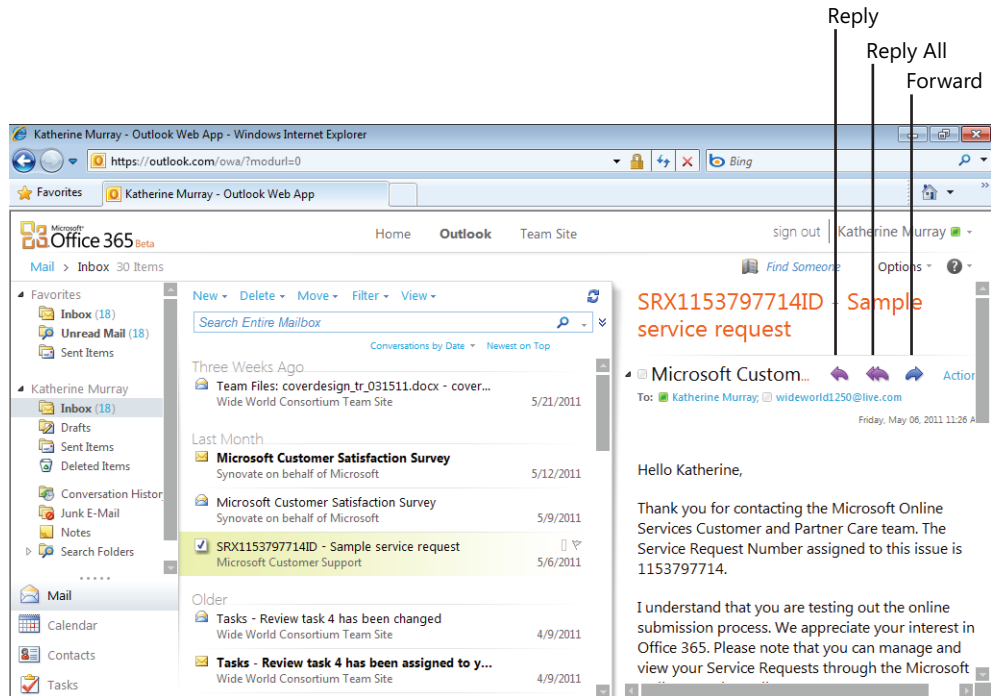 Reply
Reply All
Forward
Katherine Murray - Outlook Web App - Windows Internet Explorer
https://outlook.com/owa/?modurl=0
Bing
Favorites
Katherine Murray - Outlook Web App
Microsoft
Office 365 Beta
Home Outlook Team Site
sign out Katherine Murray
Mail > Inbox 30 Items
Find Someone Options
Favorites
Inbox (18)
Unread Mail (18)
Sent Items
Katherine Murray
Inbox (18)
Drafts
Sent Items
Deleted Items
Conversation Histor
Junk E-Mail
Notes
Search Folders
Mail
Calendar
Contacts
Tasks
New Delete Move Filter View
Search Entire Mailbox
Conversations by Date Newest on Top
Three Weeks Ago
Team Files: coverdesign_tr_031511.docx - cover...
Wide World Consortium Team Site 5/21/2011
Last Month
Microsoft Customer Satisfaction Survey
Synovate on behalf of Microsoft 5/12/2011
Microsoft Customer Satisfaction Survey
Synovate on behalf of Microsoft 5/9/2011
SRX1153797714ID - Sample service request
Microsoft Customer Support 5/6/2011
Older
Tasks - Review task 4 has been changed
Wide World Consortium Team Site 4/9/2011
Tasks - Review task 4 has been assigned to y...
Wide World Consortium Team Site 4/9/2011
SRX1153797714ID - Sample
service request
Microsoft Custom... Action
To: Katherine Murray; wideworld1250@live.com
Friday, May 06, 2011 11:26 A
Hello Katherine,
Thank you for contacting the Microsoft Online
Services Customer and Partner Care team. The
Service Request Number assigned to this issue is
1153797714.
I understand that you are testing out the online
submission process. We appreciate your interest in
Office 365. Please note that you can manage and
view your Service Requests through the Microsoft